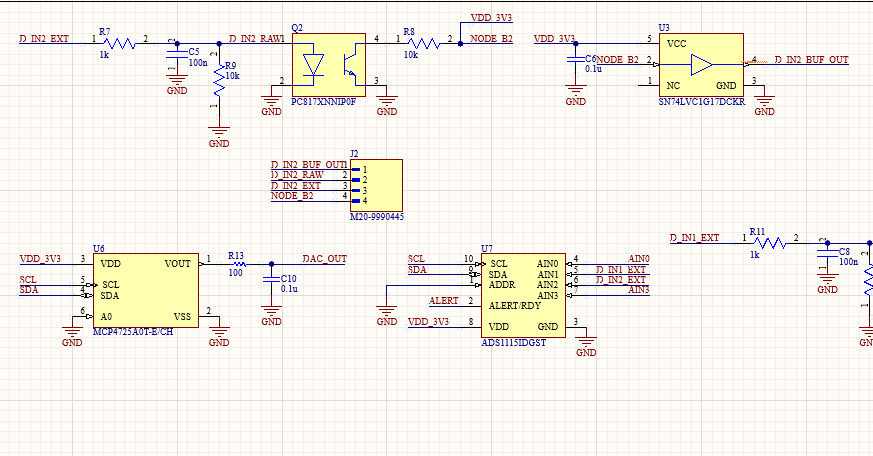 VDD_3V3
Q2
U3
R7
R8
D_IN2_EXT 1 2 D_IN2_RAW 1 4 1 2 NODE_B2 VDD_3V3 5 VCC
1k
C5
100n
R9
10k
10k
C6
0.1u
NODE_B2 2 4 D_IN2_BUF_OUT
2 3 1 NC GND 3
GND GND GND PC817XNNIP0F GND GND SN74LVC1G17DCKR GND
GND
J2
D_IN2_BUF_OUT 1 1
D_IN2_RAW 2 2
D_IN2_EXT 3 3
NODE_B2 4 4
M20-9990445
D_IN1_EXT 1 R11 2
1k
C8
100n
GND
GND
U6
VDD_3V3 3 VDD VOUT 1 R13 DAC_OUT
100
SCL 5 SCL
SDA 4 SDA
C10
0.1u
6 A0 VSS 2
GND MCP4725A0T-E/CH GND GND
U7
SCL 10 SCL AIN0 4 AIN0
SDA 9 SDA AIN1 5 D_IN1_EXT
1 ADDR AIN2 6 D_IN2_EXT
AIN3 7 AIN3
ALERT 2 ALERT/RDY
GND
VDD_3V3 8 VDD GND 3
ADS1115IDGST GND